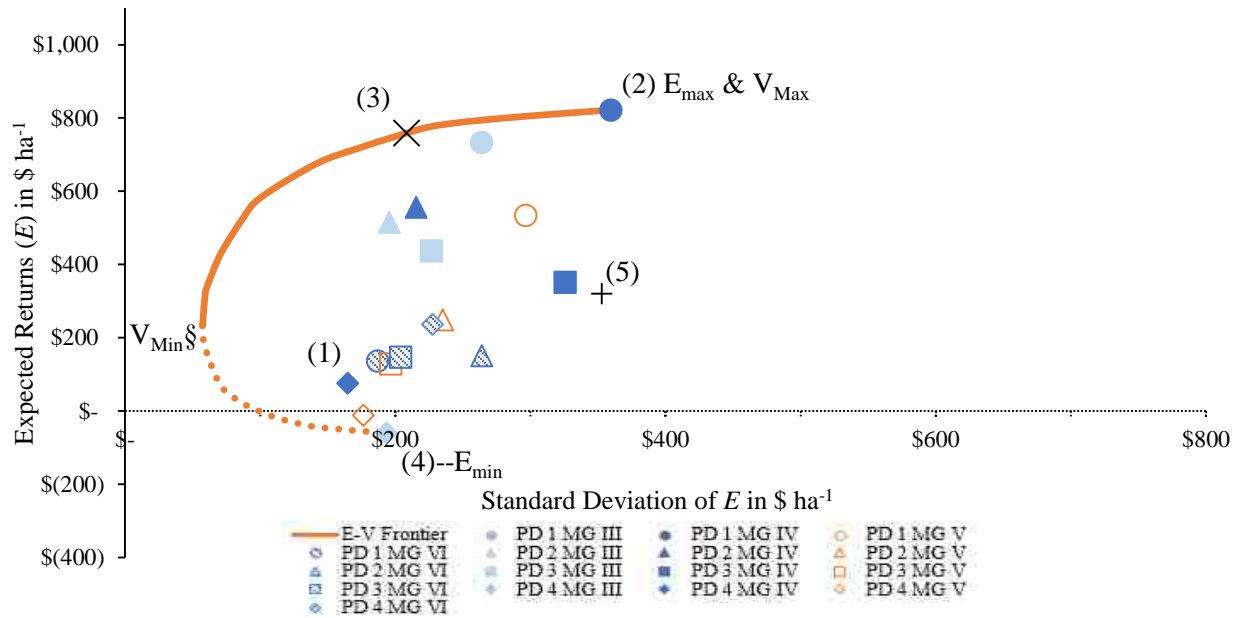 $1,000
(2) E_max & V_Max
(3)
$800
$600
$400
(5)
V_Min§
$200
(1)
$-
$- $200 $400 $600 $800
(4)--E_min
$(200)
$(400)
Expected Returns (E) in $ ha⁻¹
Standard Deviation of E in $ ha⁻¹
E-V Frontier PD 1 MG III PD 1 MG IV PD 1 MG V
PD 1 MG VI PD 2 MG III PD 2 MG IV PD 2 MG V
PD 2 MG VI PD 3 MG III PD 3 MG IV PD 3 MG V
PD 3 MG VI PD 4 MG III PD 4 MG IV PD 4 MG V
PD 4 MG VI